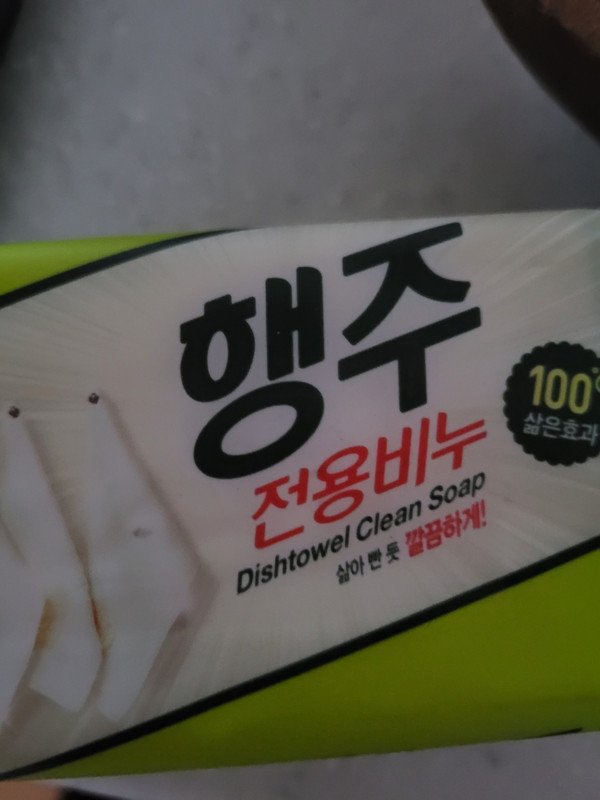 행주
전용비누
Dishtowel Clean Soap
삶아 빤 듯 깔끔하게!
100°
삶은효과